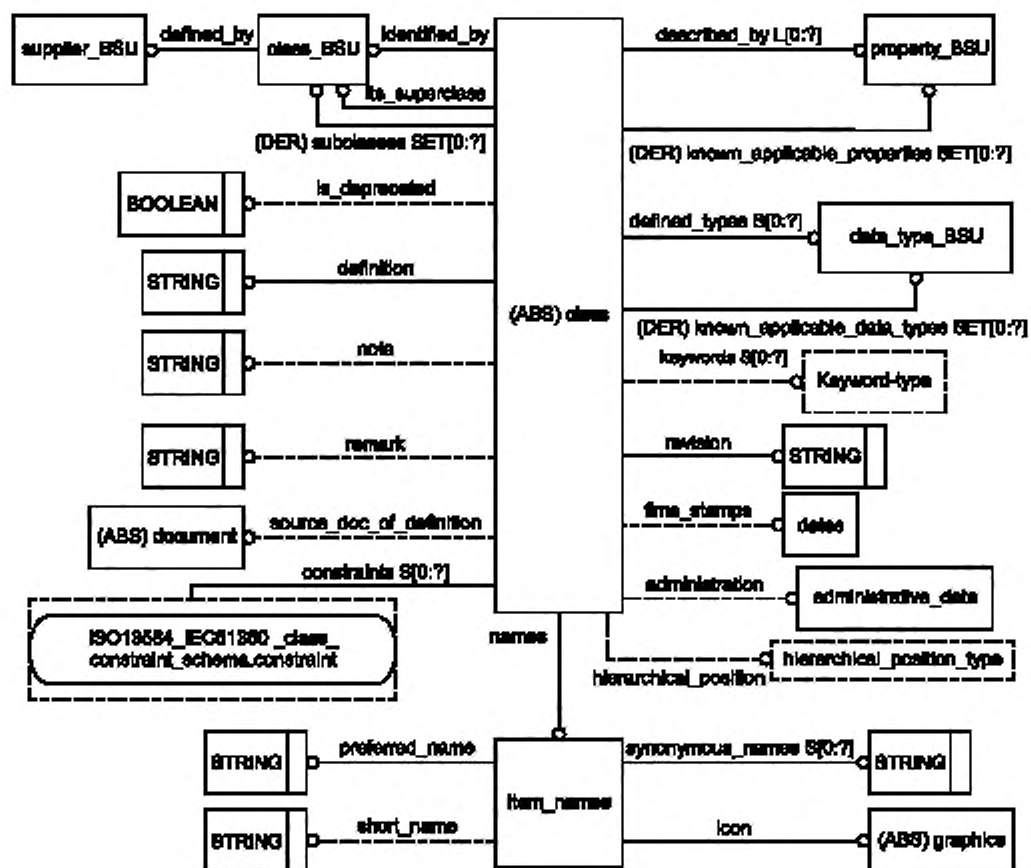 supplier_BSU
defined_by
class_BSU
identified_by
described_by L[0:?]
property_BSU
its_superclass
(DER) subclasses SET[0:?]
(DER) known_applicable_properties SET[0:?]
BOOLEAN
is_deprecated
defined_types S[0:?]
data_type_BSU
STRING
definition
(ABS) class
(DER) known_applicable_data_types SET[0:?]
STRING
note
keywords S[0:?]
Keyword-type
STRING
remark
revision
STRING
(ABS) document
source_doc_of_definition
time_stamps
dates
constraints S[0:?]
administration
administrative_data
ISO13584_IEC61360_class_
constraint_schema.constraint
names
hierarchical_position
hierarchical_position_type
STRING
preferred_name
item_names
synonymous_names S[0:?]
STRING
STRING
short_name
icon
(ABS) graphics